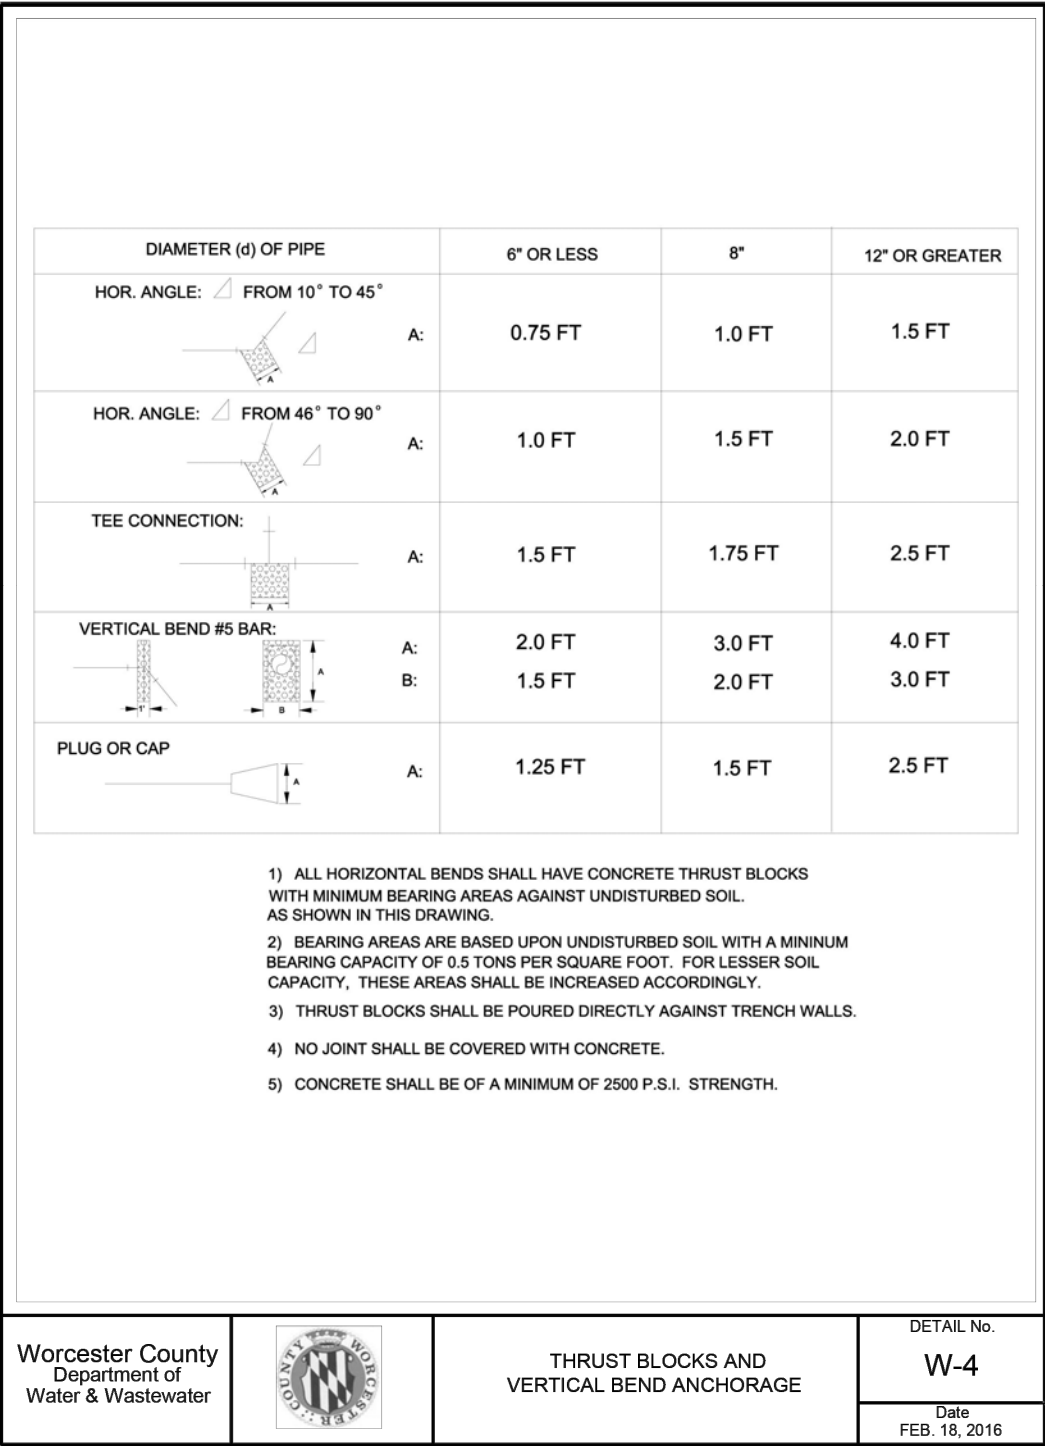 DIAMETER (d) OF PIPE
6" OR LESS
8"
12" OR GREATER
HOR. ANGLE: FROM 10° TO 45°
A:
0.75 FT
1.0 FT
1.5 FT
A
HOR. ANGLE: FROM 46° TO 90°
A:
1.0 FT
1.5 FT
2.0 FT
A
TEE CONNECTION:
A:
1.5 FT
1.75 FT
2.5 FT
A
VERTICAL BEND #5 BAR:
A:
2.0 FT
3.0 FT
4.0 FT
A
B:
1.5 FT
2.0 FT
3.0 FT
1'
B
PLUG OR CAP
A:
1.25 FT
1.5 FT
2.5 FT
A
1) ALL HORIZONTAL BENDS SHALL HAVE CONCRETE THRUST BLOCKS
WITH MINIMUM BEARING AREAS AGAINST UNDISTURBED SOIL.
AS SHOWN IN THIS DRAWING.
2) BEARING AREAS ARE BASED UPON UNDISTURBED SOIL WITH A MININUM
BEARING CAPACITY OF 0.5 TONS PER SQUARE FOOT. FOR LESSER SOIL
CAPACITY, THESE AREAS SHALL BE INCREASED ACCORDINGLY.
3) THRUST BLOCKS SHALL BE POURED DIRECTLY AGAINST TRENCH WALLS.
4) NO JOINT SHALL BE COVERED WITH CONCRETE.
5) CONCRETE SHALL BE OF A MINIMUM OF 2500 P.S.I. STRENGTH.
Worcester County
Department of
Water & Wastewater
COUNTY WORCESTER
THRUST BLOCKS AND
VERTICAL BEND ANCHORAGE
DETAIL No.
W-4
Date
FEB. 18, 2016